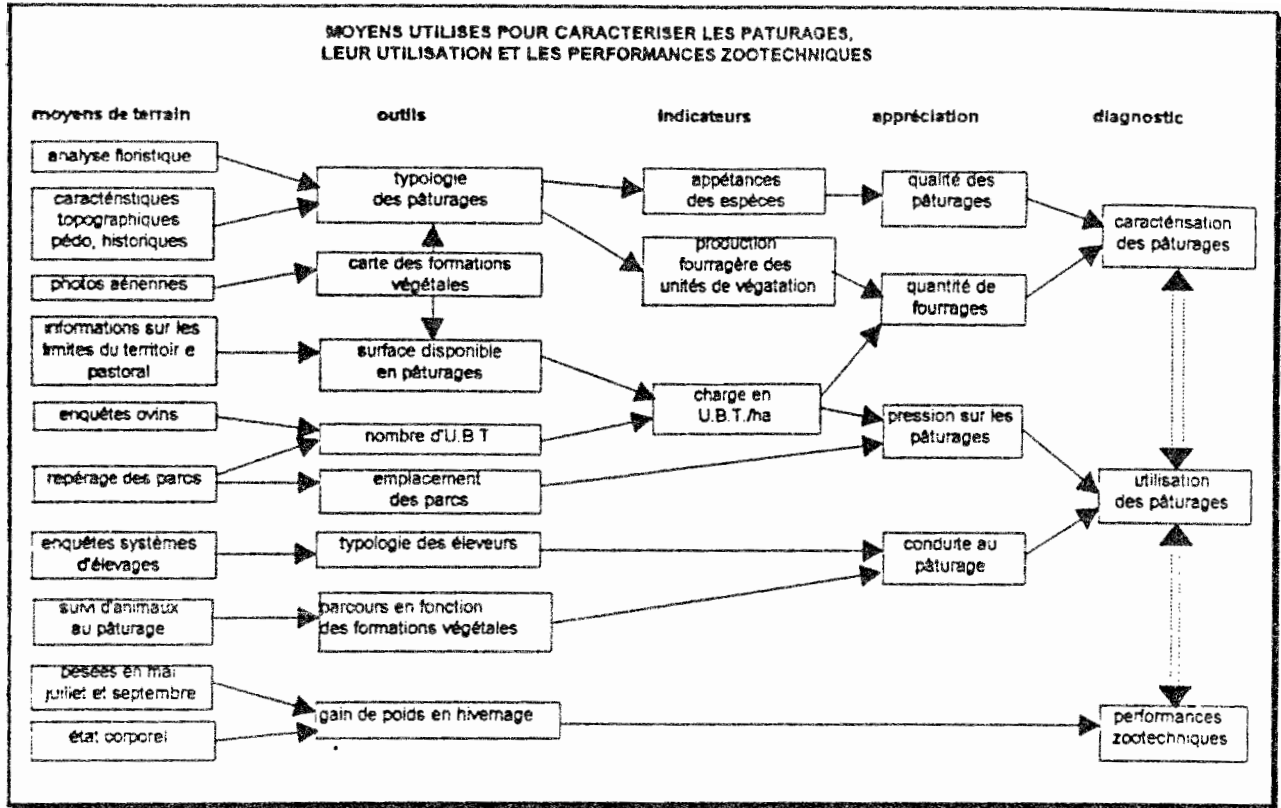 MOYENS UTILISES POUR CARACTERISER LES PATURAGES,
LEUR UTILISATION ET LES PERFORMANCES ZOOTECHNIQUES
moyens de terrain
outils
indicateurs
appréciation
diagnostic
analyse floristique
caractéristiques
topographiques
pédo, historiques
photos aériennes
informations sur les
limites du territoir e
pastoral
enquêtes ovins
repérage des parcs
enquêtes systèmes
d'élevages
suivi d'animaux
au pâturage
pesées en mai
juillet et septembre
état corporel
typologie
des pâturages
carte des formations
végétales
surface disponible
en pâturages
nombre d'U.B.T
emplacement
des parcs
typologie des éleveurs
parcours en fonction
des formations végétales
gain de poids en hivernage
appétances
des espèces
production
fourragère des
unités de végatation
charge en
U.B.T./ha
qualité des
pâturages
quantité de
fourrages
pression sur les
pâturages
conduite au
pâturage
caractérisation
des pâturages
utilisation
des pâturages
performances
zootechniques